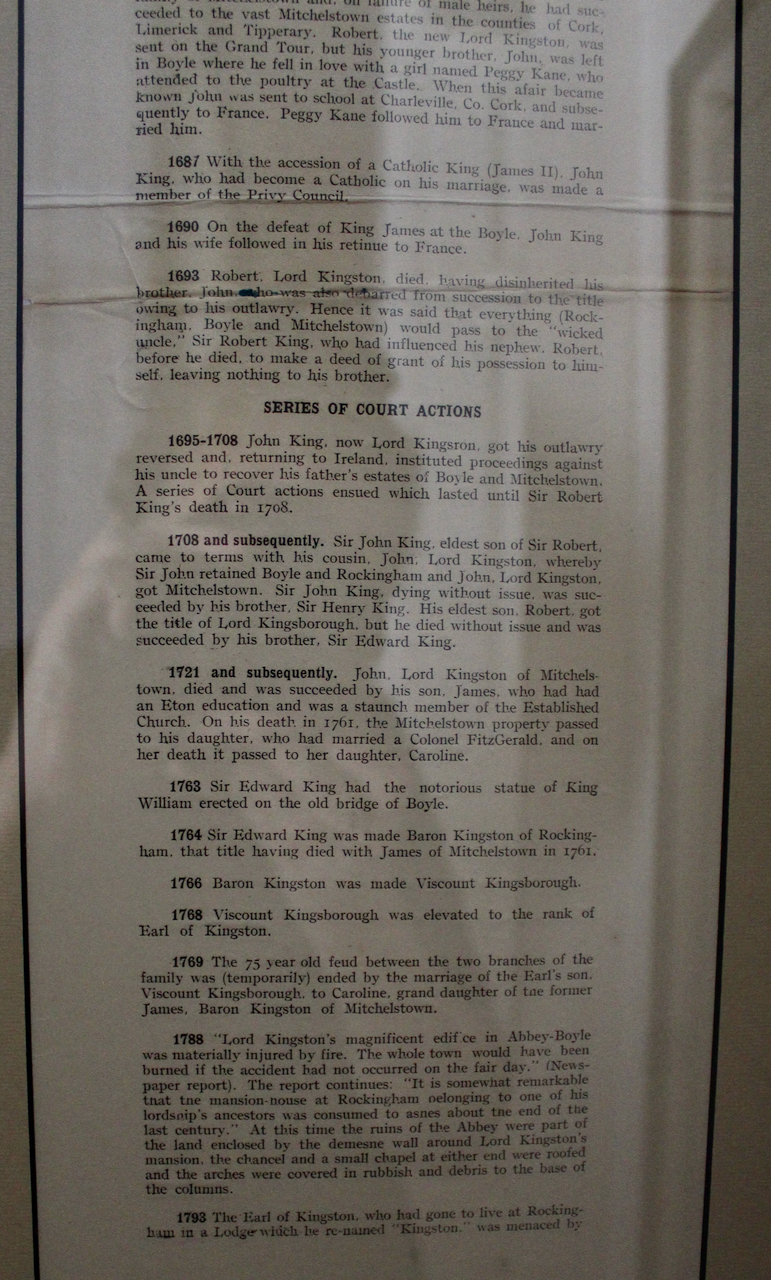 family of Mitchelstown and, on failure of male heirs, he had suc-
ceeded to the vast Mitchelstown estates in the counties of Cork,
Limerick and Tipperary. Robert, the new Lord Kingston, was
sent on the Grand Tour, but his younger brother, John, was left
in Boyle where he fell in love with a girl named Peggy Kane, who
attended to the poultry at the Castle. When this afair became
known John was sent to school at Charleville, Co. Cork, and subse-
quently to France. Peggy Kane followed him to France and mar-
ried him.
1687 With the accession of a Catholic King (James II), John
King, who had become a Catholic on his marriage, was made a
member of the Privy Council.
1690 On the defeat of King James at the Boyle, John King
and his wife followed in his retinue to France.
1693 Robert, Lord Kingston, died, having disinherited his
brother, John who was also debarred from succession to the title
owing to his outlawry. Hence it was said that everything (Rock-
ingham, Boyle and Mitchelstown) would pass to the "wicked
uncle," Sir Robert King, who had influenced his nephew, Robert,
before he died, to make a deed of grant of his possession to him-
self, leaving nothing to his brother.
SERIES OF COURT ACTIONS
1695-1708 John King, now Lord Kingsron, got his outlawry
reversed and, returning to Ireland, instituted proceedings against
his uncle to recover his father's estates of Boyle and Mitchelstown.
A series of Court actions ensued which lasted until Sir Robert
King's death in 1708.
1708 and subsequently. Sir John King, eldest son of Sir Robert,
came to terms with his cousin, John, Lord Kingston, whereby
Sir John retained Boyle and Rockingham and John, Lord Kingston,
got Mitchelstown. Sir John King, dying without issue, was suc-
ceeded by his brother, Sir Henry King. His eldest son, Robert, got
the title of Lord Kingsborough, but he died without issue and was
succeeded by his brother, Sir Edward King.
1721 and subsequently. John, Lord Kingston of Mitchels-
town, died and was succeeded by his son, James, who had had
an Eton education and was a staunch member of the Established
Church. On his death in 1761, the Mitchelstown property passed
to his daughter, who had married a Colonel FitzGerald, and on
her death it passed to her daughter, Caroline.
1763 Sir Edward King had the notorious statue of King
William erected on the old bridge of Boyle.
1764 Sir Edward King was made Baron Kingston of Rocking-
ham, that title having died with James of Mitchelstown in 1761.
1766 Baron Kingston was made Viscount Kingsborough.
1768 Viscount Kingsborough was elevated to the rank of
Earl of Kingston.
1769 The 75 year old feud between the two branches of the
family was (temporarily) ended by the marriage of the Earl's son,
Viscount Kingsborough, to Caroline, grand daughter of tne former
James, Baron Kingston of Mitchelstown.
1788 "Lord Kingston's magnificent edifce in Abbey-Boyle
was materially injured by fire. The whole town would have been
burned if the accident had not occurred on the fair day." (News-
paper report). The report continues: "It is somewhat remarkable
that tne mansion-nouse at Rockingham oelonging to one of his
lordsnip's ancestors was consumed to asnes about tne end of tne
last century." At this time the ruins of the Abbey were part of
the land enclosed by the demesne wall around Lord Kingston's
mansion, the chancel and a small chapel at either end were roofed
and the arches were covered in rubbish and debris to the base of
the columns.
1793 The Earl of Kingston, who had gone to live at Rocking-
ham in a Lodge which he re-named "Kingston," was menaced by